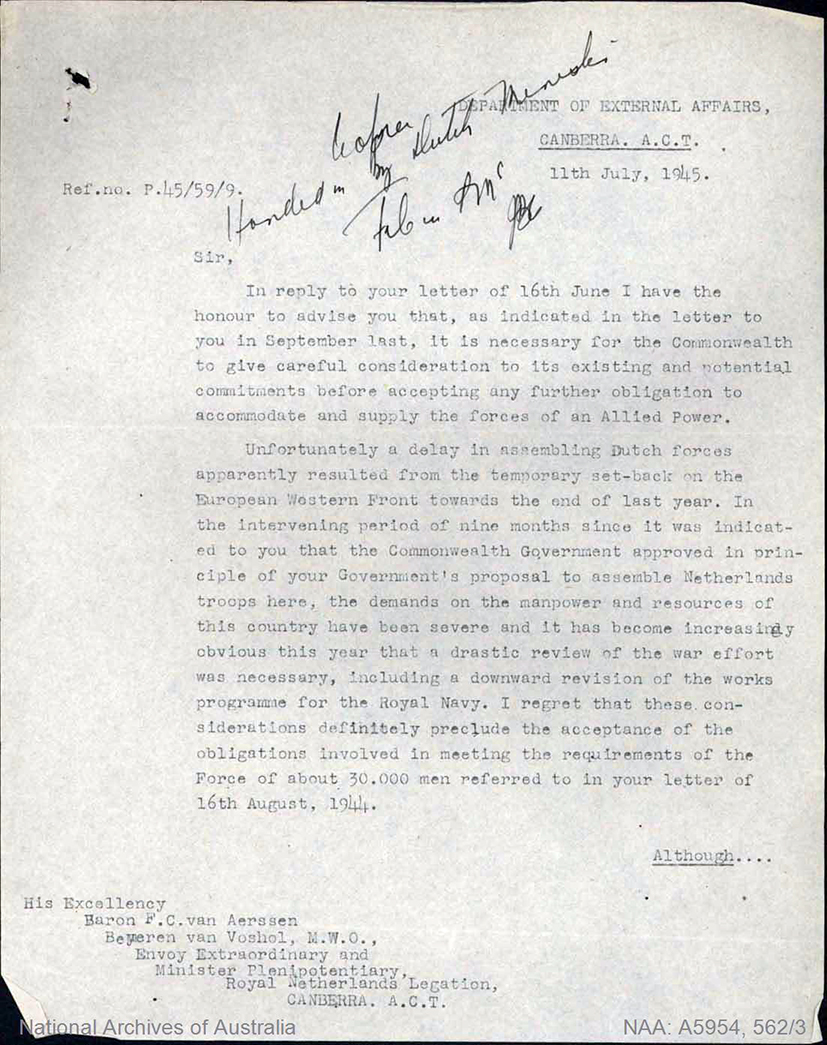 DEPARTMENT OF EXTERNAL AFFAIRS,
CANBERRA. A.C.T.
11th July, 1945.
Ref.no. P.45/59/9.
Handed in
by Dutch Minister
Sir,
In reply to your letter of 16th June I have the
honour to advise you that, as indicated in the letter to
you in September last, it is necessary for the Commonwealth
to give careful consideration to its existing and potential
commitments before accepting any further obligation to
accommodate and supply the forces of an Allied Power.
Unfortunately a delay in assembling Dutch forces
apparently resulted from the temporary set-back on the
European Western Front towards the end of last year. In
the intervening period of nine months since it was indicat-
ed to you that the Commonwealth Government approved in prin-
ciple of your Government's proposal to assemble Netherlands
troops here, the demands on the manpower and resources of
this country have been severe and it has become increasingly
obvious this year that a drastic review of the war effort
was necessary, including a downward revision of the works
programme for the Royal Navy. I regret that these con-
siderations definitely preclude the acceptance of the
obligations involved in meeting the requirements of the
Force of about 30.000 men referred to in your letter of
16th August, 1944.
Although....
His Excellency
Baron F.C.van Aerssen
Beyeren van Voshol, M.W.O.,
Envoy Extraordinary and
Minister Plenipotentiary,
Royal Netherlands Legation,
CANBERRA. A.C.T.
National Archives of Australia
NAA: A5954, 562/3